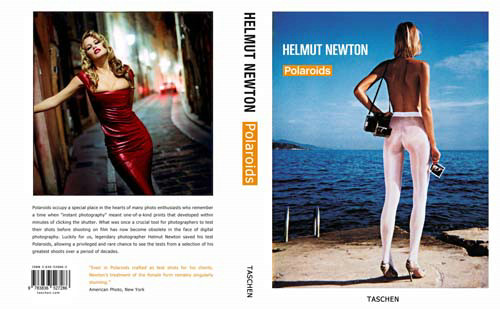 Polaroids occupy a special place in the hearts of many photo enthusiasts who remember
a time when "instant photography" meant one-of-a-kind prints that developed within
minutes of clicking the shutter. What was once a crucial tool for photographers to test
their shots before shooting on film has now become obsolete in the face of digital
photography. Luckily for us, legendary photographer Helmut Newton saved his test
Polaroids, allowing a privileged and rare chance to see the tests from a selection of his
greatest shoots over a period of decades.
"Even in Polaroids crafted as test shots for his clients,
Newton's treatment of the female form remains singularly
stunning."
American Photo, New York
taschen.com
HELMUT NEWTON
Polaroids
TASCHEN
HELMUT NEWTON
Polaroids
TASCHEN